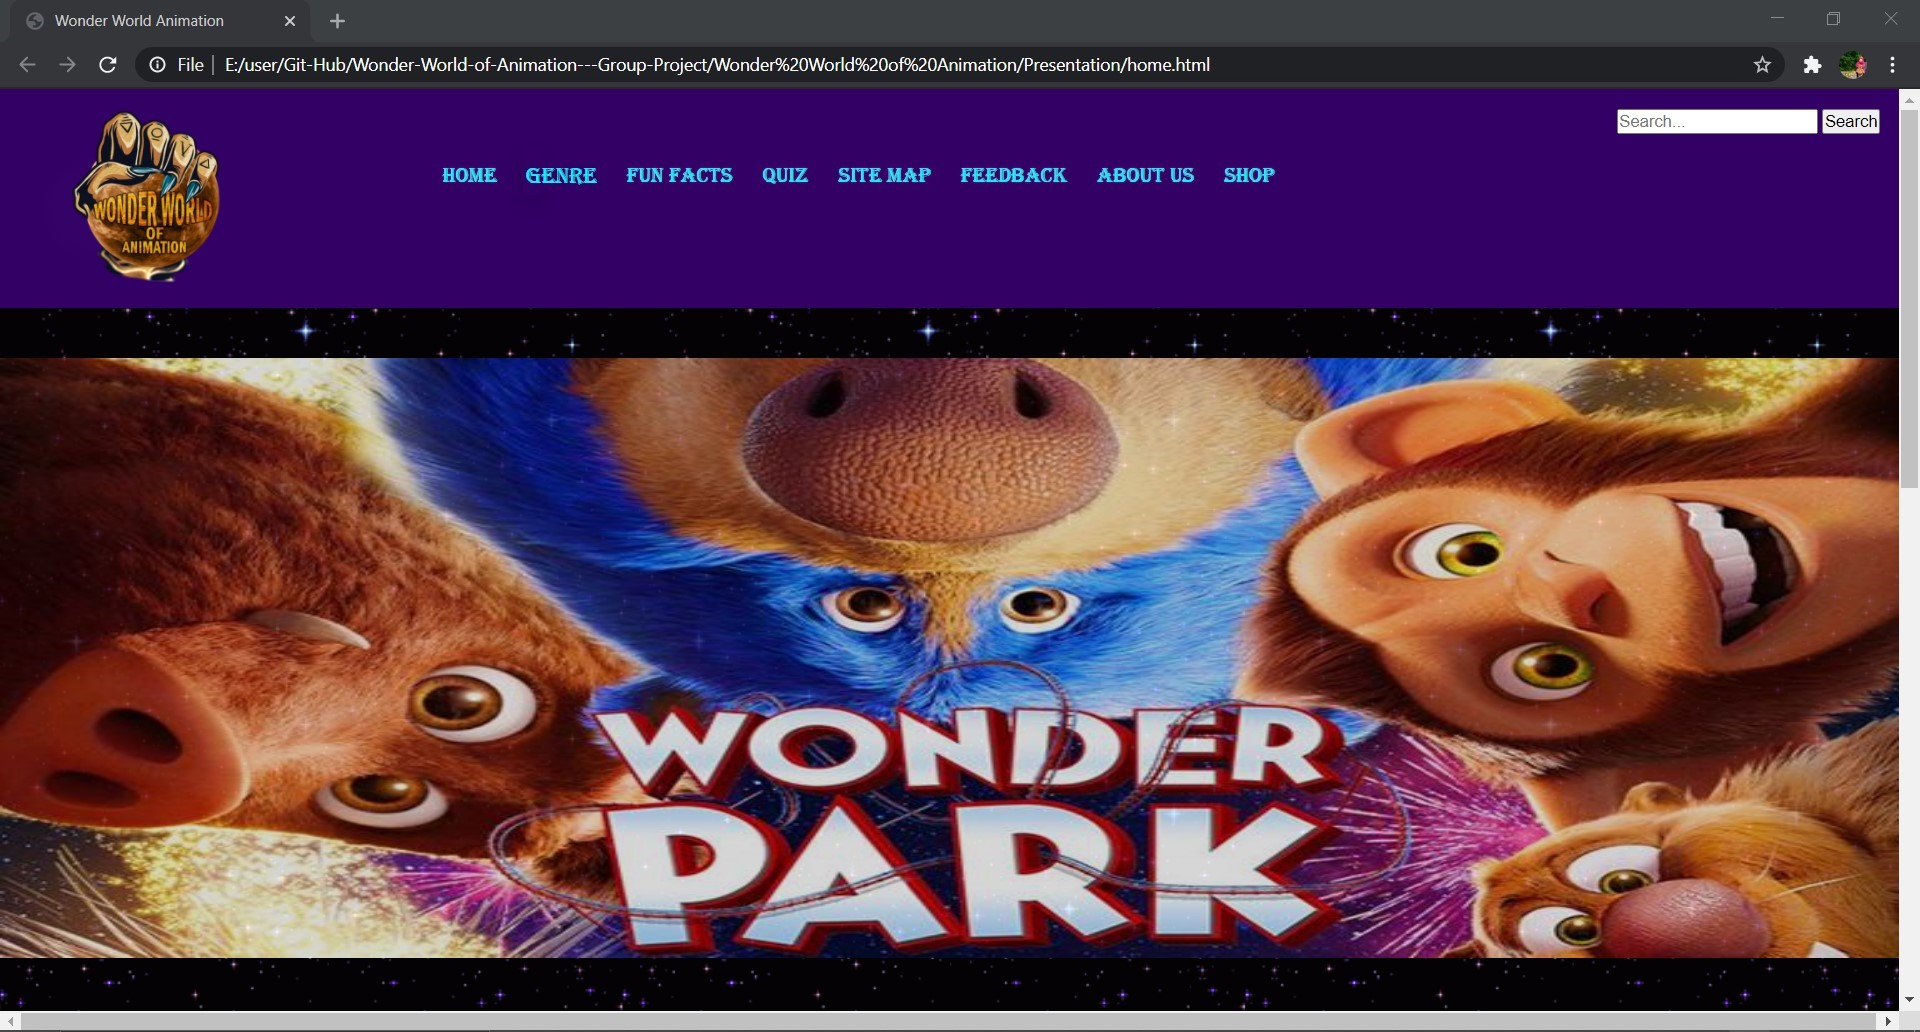 Wonder World Animation
File
E:/user/Git-Hub/Wonder-World-of-Animation---Group-Project/Wonder%20World%20of%20Animation/Presentation/home.html
Search... Search
WONDER WORLD
OF
ANIMATION
HOME GENRE FUN FACTS QUIZ SITE MAP FEEDBACK ABOUT US SHOP
WONDER
PARK